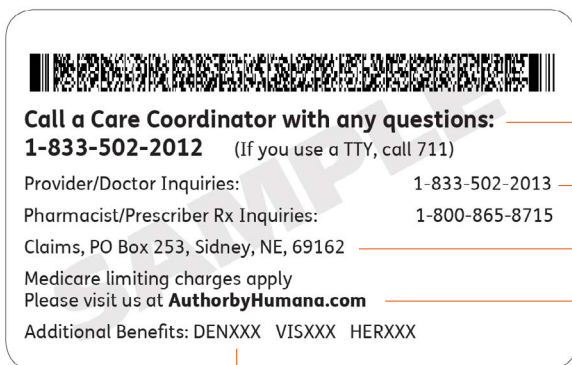 Call a Care Coordinator with any questions:
1-833-502-2012 (If you use a TTY, call 711)
Provider/Doctor Inquiries: 1-833-502-2013
Pharmacist/Prescriber Rx Inquiries: 1-800-865-8715
Claims, PO Box 253, Sidney, NE, 69162
Medicare limiting charges apply
Please visit us at AuthorbyHumana.com
Additional Benefits: DENXXX VISXXX HERXXX
SAMPLE